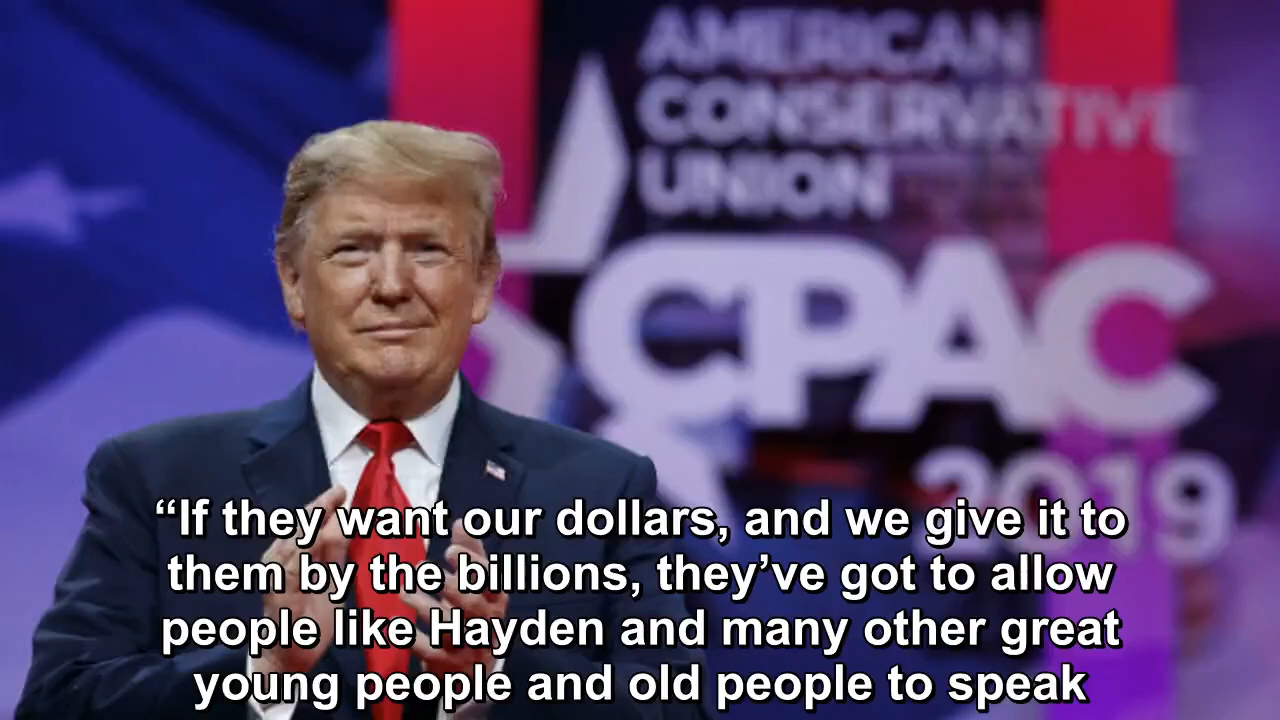 AMERICAN
CONSERVATIVE
UNION
CPAC
2019
“If they want our dollars, and we give it to
them by the billions, they’ve got to allow
people like Hayden and many other great
young people and old people to speak